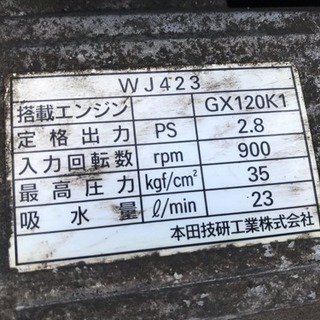 WJ423
搭載エンジン GX120K1
定格出力 PS 2.8
入力回転数 rpm 900
最高圧力 kgf/cm² 35
吸水量 ℓ/min 23
本田技研工業株式会社